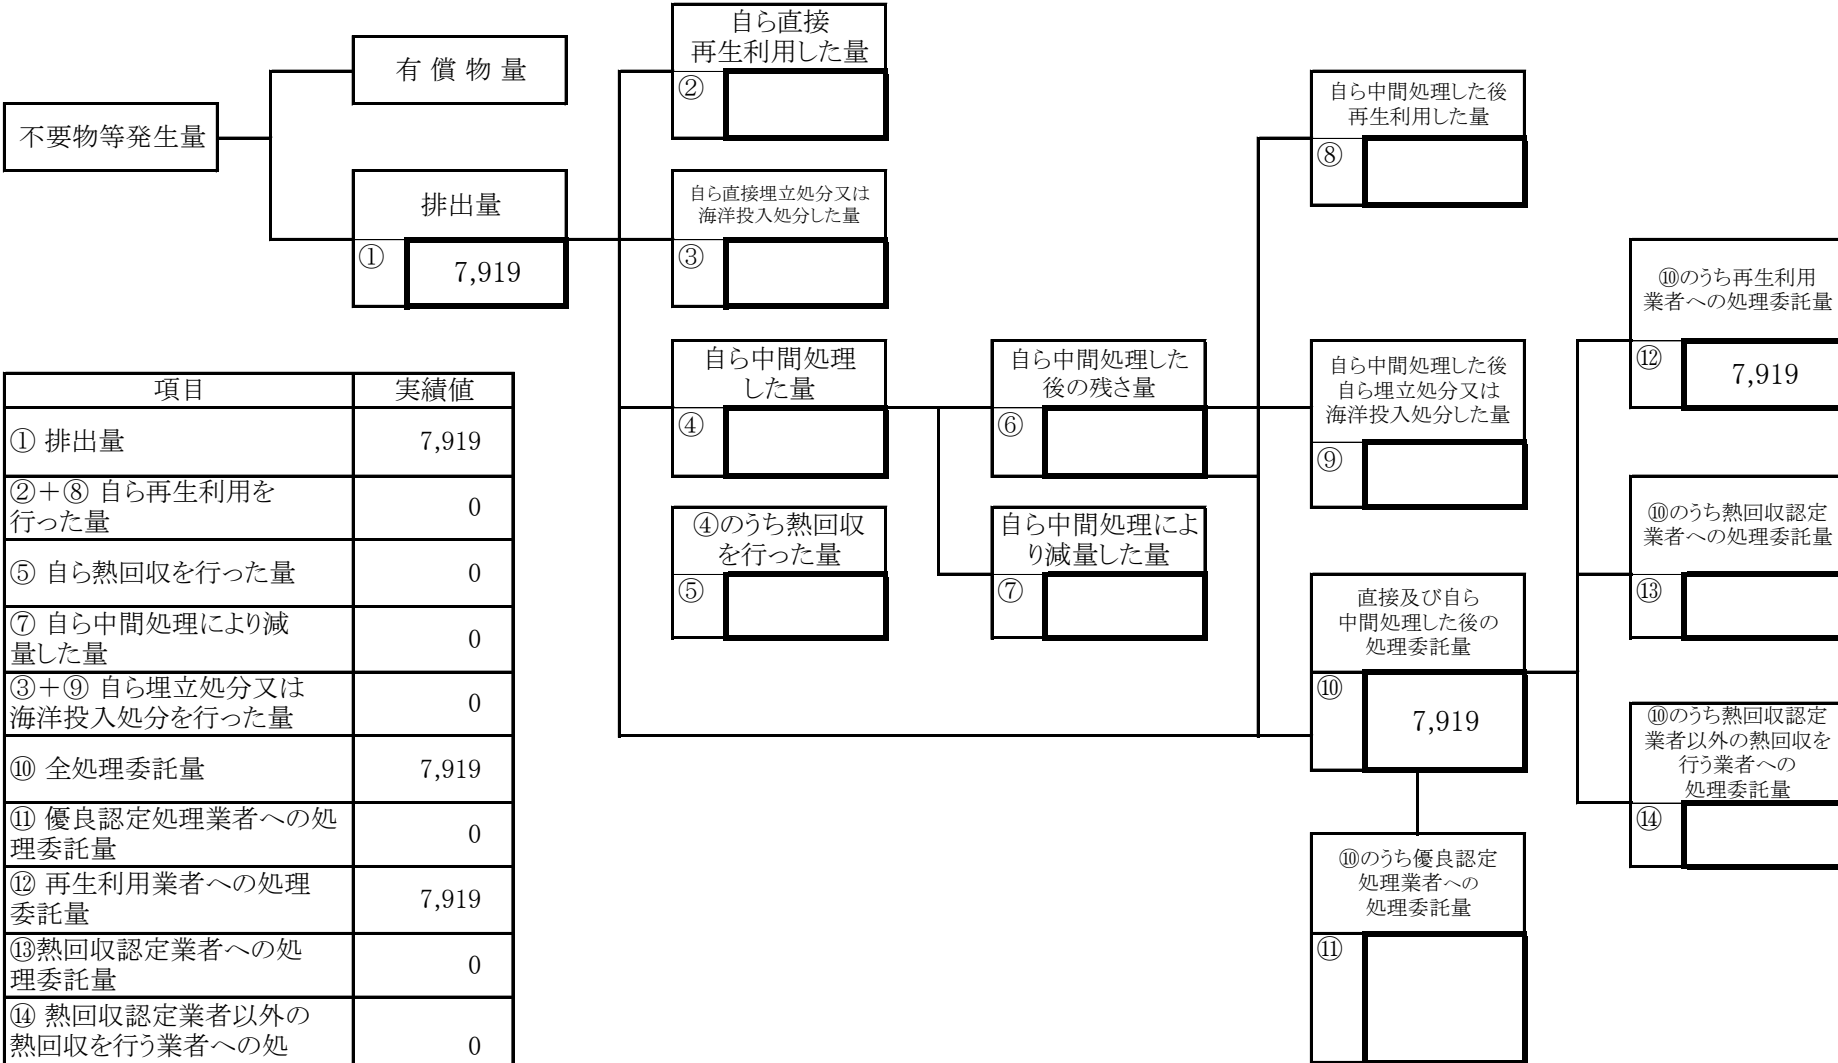 不要物等発生量
有 償 物 量
排出量
①
7,919
自ら直接
再生利用した量
②
自ら直接埋立処分又は
海洋投入処分した量
③
自ら中間処理
した量
④
④のうち熱回収
を行った量
⑤
自ら中間処理した
後の残さ量
⑥
自ら中間処理によ
り減量した量
⑦
自ら中間処理した後
再生利用した量
⑧
自ら中間処理した後
自ら埋立処分又は
海洋投入処分した量
⑨
直接及び自ら
中間処理した後の
処理委託量
⑩
7,919
⑩のうち優良認定
処理業者への
処理委託量
⑪
⑩のうち再生利用
業者への処理委託量
⑫
7,919
⑩のうち熱回収認定
業者への処理委託量
⑬
⑩のうち熱回収認定
業者以外の熱回収を
行う業者への
処理委託量
⑭
項目 実績値
① 排出量 7,919
②＋⑧ 自ら再生利用を
行った量 0
⑤ 自ら熱回収を行った量 0
⑦ 自ら中間処理により減
量した量 0
③＋⑨ 自ら埋立処分又は
海洋投入処分を行った量 0
⑩ 全処理委託量 7,919
⑪ 優良認定処理業者への処
理委託量 0
⑫ 再生利用業者への処理
委託量 7,919
⑬熱回収認定業者への処
理委託量 0
⑭ 熱回収認定業者以外の
熱回収を行う業者への処 0